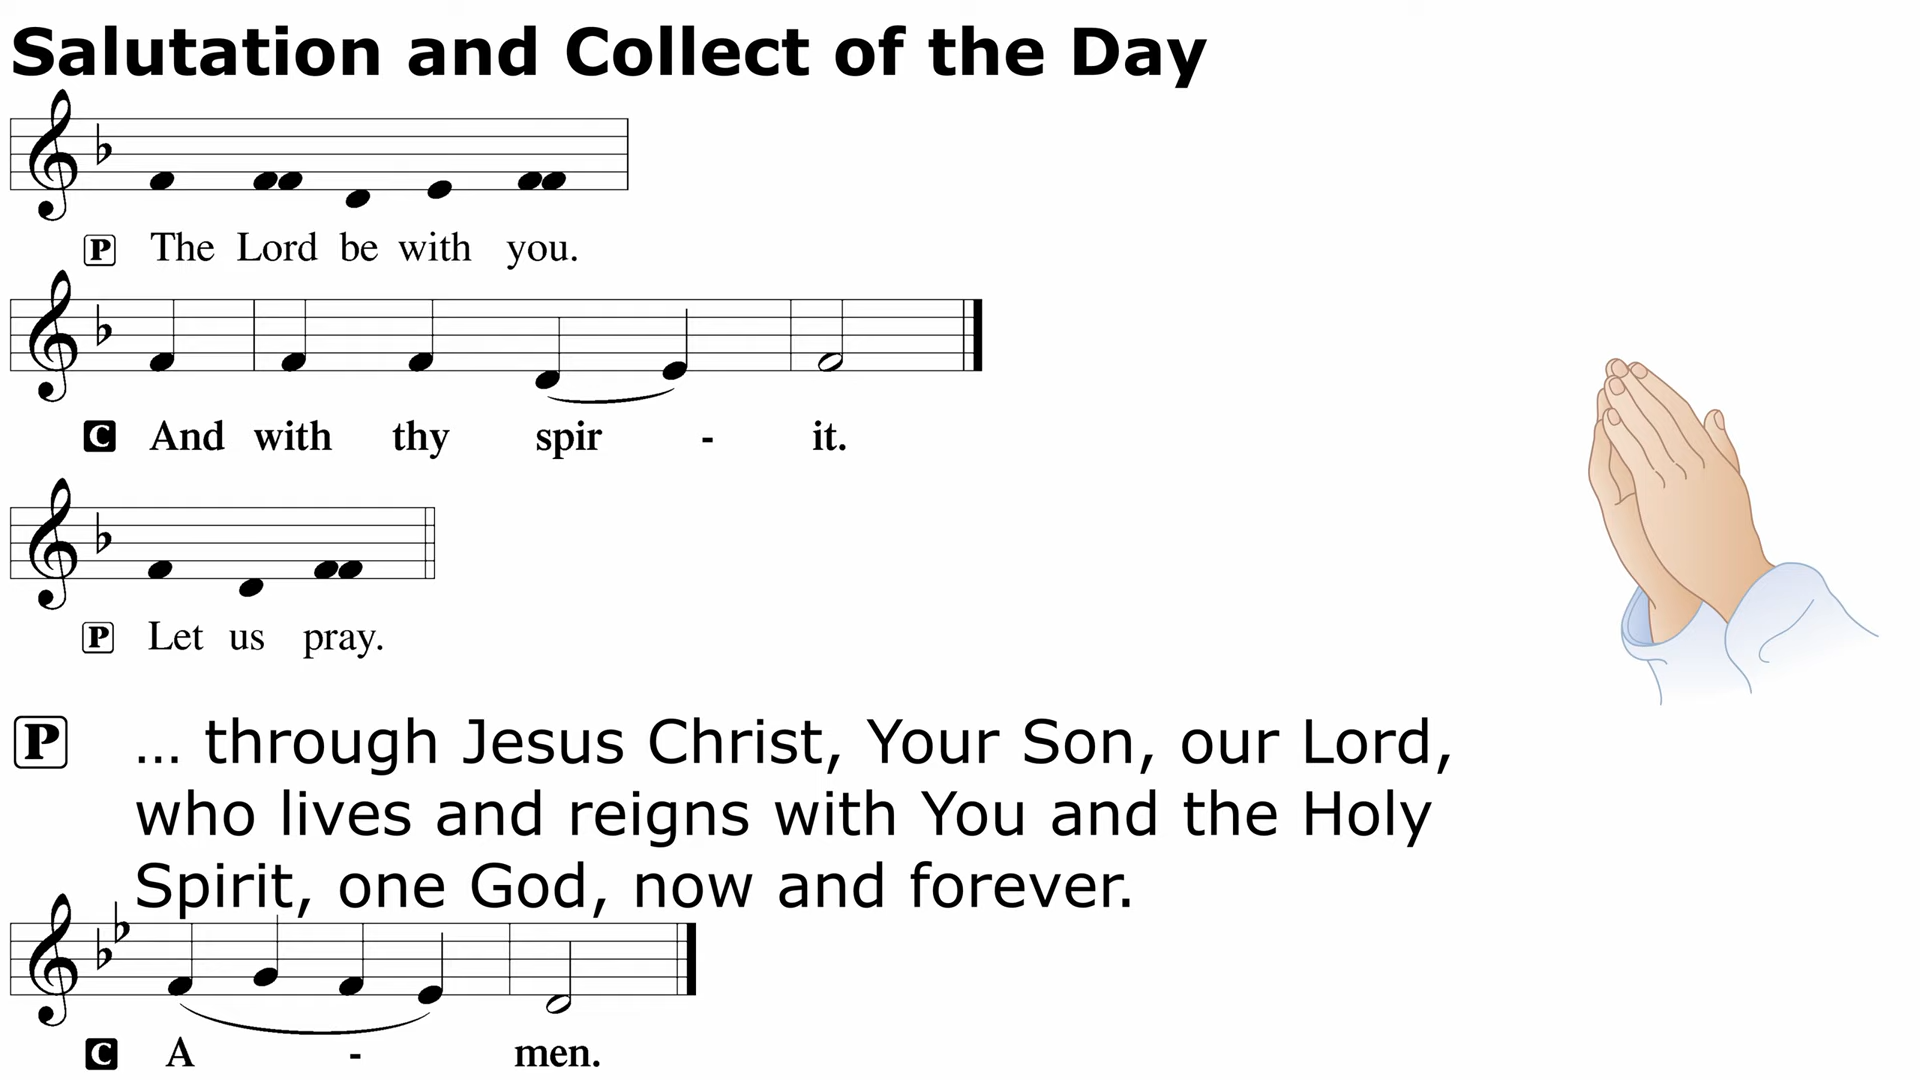 Salutation and Collect of the Day
P The Lord be with you.
C And with thy spir - it.
P Let us pray.
P … through Jesus Christ, Your Son, our Lord,
who lives and reigns with You and the Holy
Spirit, one God, now and forever.
C A - men.